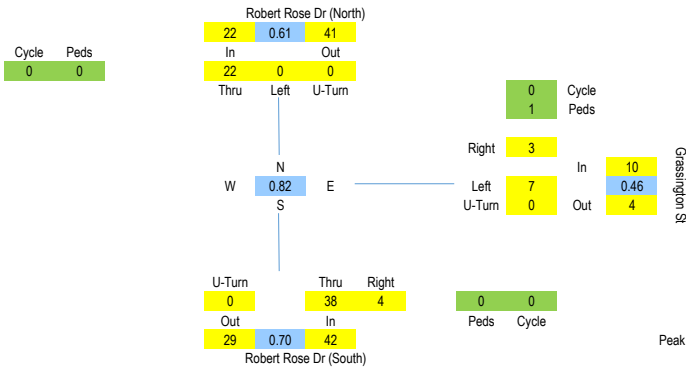 Robert Rose Dr (North)
22 0.61 41
Cycle Peds In Out
0 0 22 0 0
Thru Left U-Turn
0 Cycle
1 Peds
Right 3
In 10
N
W 0.82 E Left 7 0.46
S U-Turn 0 Out 4
Grassington St
U-Turn Thru Right
0 38 4 0 0
Out In Peds Cycle
29 0.70 42 Peak
Robert Rose Dr (South)